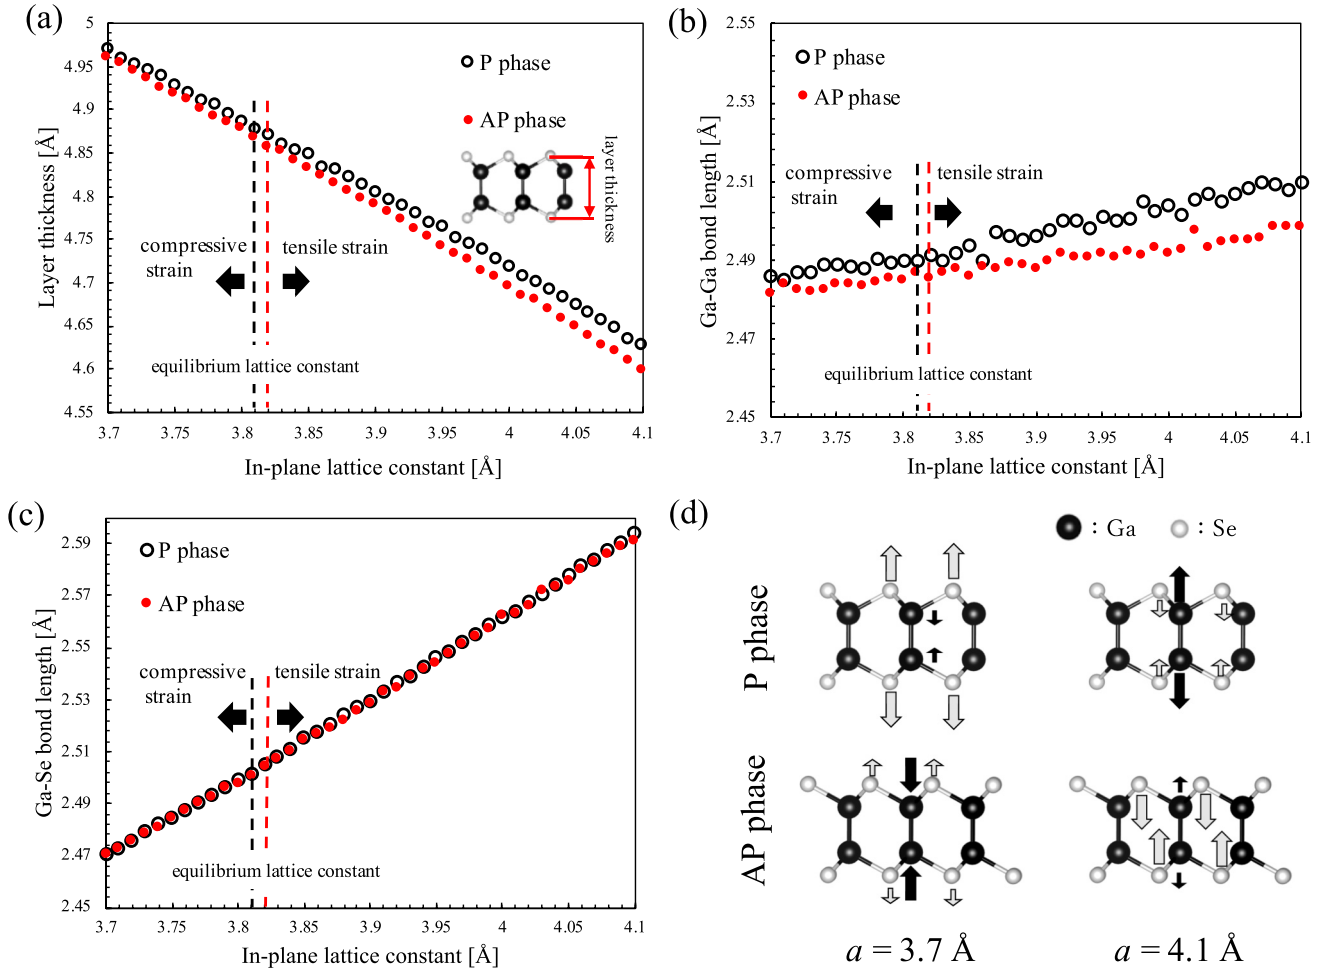 (a)
5
4.95
4.9
4.85
4.8
4.75
4.7
4.65
4.6
4.55
Layer thickness [Å]
P phase
AP phase
layer thickness
compressive
strain
tensile strain
equilibrium lattice constant
3.7 3.75 3.8 3.85 3.9 3.95 4 4.05 4.1
In-plane lattice constant [Å]
(b)
2.55
2.53
2.51
2.49
2.47
2.45
Ga-Ga bond length [Å]
P phase
AP phase
compressive
strain
tensile strain
equilibrium lattice constant
3.7 3.75 3.8 3.85 3.9 3.95 4 4.05 4.1
In-plane lattice constant [Å]
(c)
2.59
2.57
2.55
2.53
2.51
2.49
2.47
2.45
Ga-Se bond length [Å]
P phase
AP phase
compressive
strain
tensile strain
equilibrium lattice constant
3.7 3.75 3.8 3.85 3.9 3.95 4 4.05 4.1
In-plane lattice constant [Å]
(d)
: Ga : Se
P phase
AP phase
a = 3.7 Å a = 4.1 Å